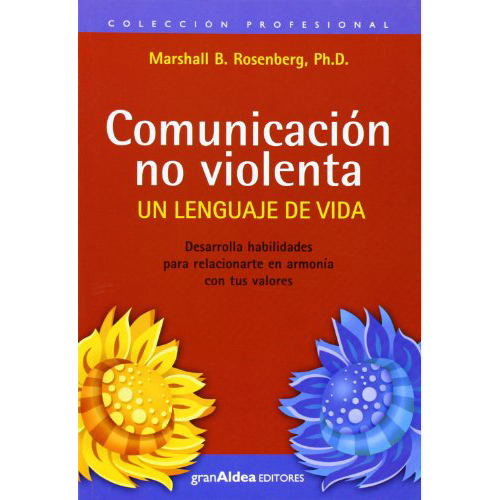 COLECCIÓN PROFESIONAL
Marshall B. Rosenberg, Ph.D.
Comunicación
no violenta
UN LENGUAJE DE VIDA
Desarrolla habilidades
para relacionarte en armonía
con tus valores
granAldea EDITORES